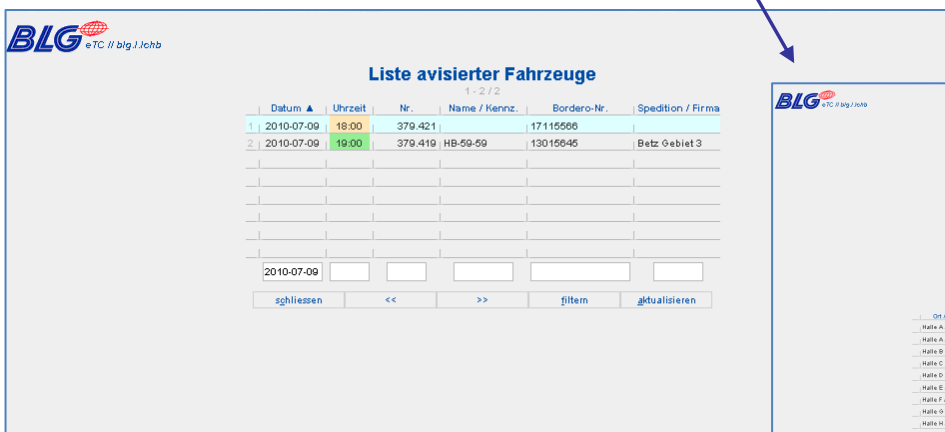 BLG eTC // blg.l.lchb
Liste avisierter Fahrzeuge
1 - 2 / 2
Datum ▲ Uhrzeit Nr. Name / Kennz. Bordero-Nr. Spedition / Firma
1 2010-07-09 18:00 379.421 17115566
2 2010-07-09 19:00 379.419 HB-59-59 13015645 Betz Gebiet 3
2010-07-09
schliessen << >> filtern aktualisieren
BLG eTC // blg.l.lchb
Ort
Halle A
Halle A
Halle B
Halle C
Halle D
Halle E
Halle F
Halle G
Halle H